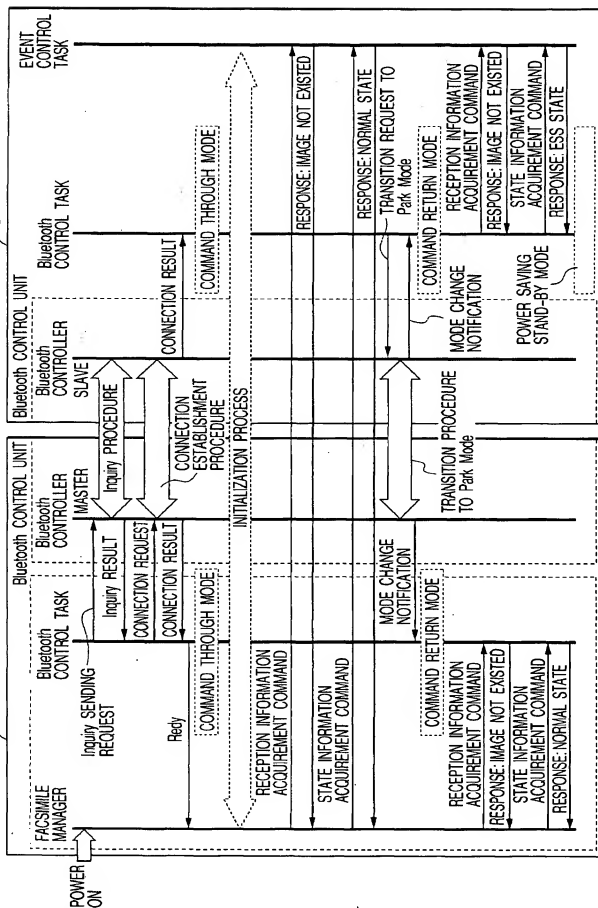 POWER
ON
FACSIMILE
MANAGER
Bluetooth
CONTROL TASK
Bluetooth CONTROL UNIT
Bluetooth
CONTROLLER
MASTER
Bluetooth CONTROL UNIT
Bluetooth
CONTROLLER
SLAVE
Bluetooth
CONTROL TASK
EVENT
CONTROL
TASK
Inquiry SENDING
REQUEST
Inquiry RESULT
Inquiry PROCEDURE
CONNECTION REQUEST
CONNECTION
ESTABLISHMENT
PROCEDURE
CONNECTION RESULT
CONNECTION RESULT
Redy
COMMAND THROUGH MODE
COMMAND THROUGH MODE
INITIALIZATION PROCESS
RECEPTION INFORMATION
ACQUIREMENT COMMAND
RESPONSE: IMAGE NOT EXISTED
STATE INFORMATION
ACQUIREMENT COMMAND
RESPONSE: NORMAL STATE
TRANSITION REQUEST TO
Park Mode
TRANSITION PROCEDURE
TO Park Mode
MODE CHANGE
NOTIFICATION
MODE CHANGE
NOTIFICATION
COMMAND RETURN MODE
COMMAND RETURN MODE
RECEPTION INFORMATION
ACQUIREMENT COMMAND
RESPONSE: IMAGE NOT EXISTED
STATE INFORMATION
ACQUIREMENT COMMAND
RESPONSE: NORMAL STATE
RECEPTION INFORMATION
ACQUIREMENT COMMAND
RESPONSE: IMAGE NOT EXISTED
STATE INFORMATION
ACQUIREMENT COMMAND
RESPONSE: ESS STATE
POWER SAVING
STAND-BY MODE